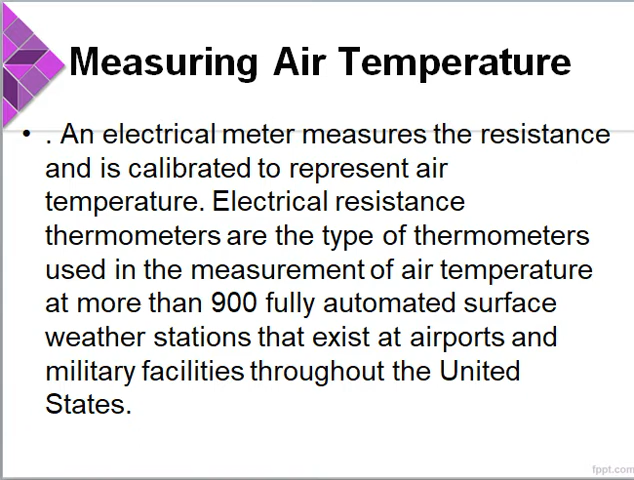 Measuring Air Temperature
• . An electrical meter measures the resistance
and is calibrated to represent air
temperature. Electrical resistance
thermometers are the type of thermometers
used in the measurement of air temperature
at more than 900 fully automated surface
weather stations that exist at airports and
military facilities throughout the United
States.
fppt.com